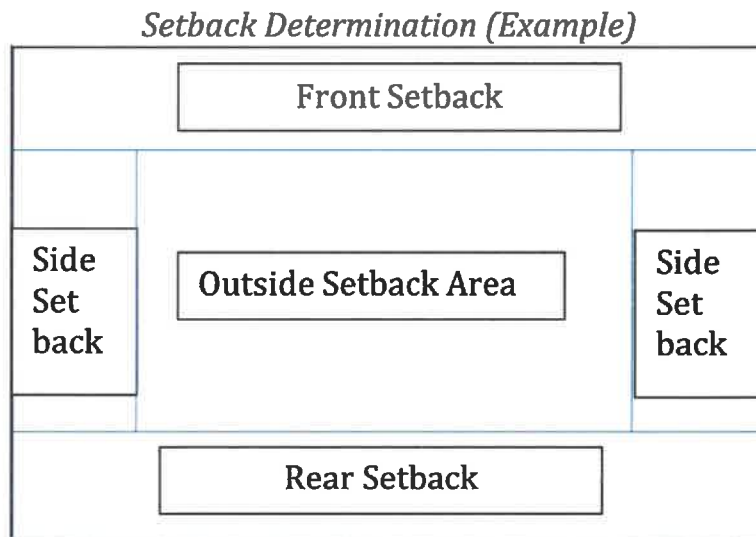 Setback Determination (Example)
Front Setback
Side
Set
back
Outside Setback Area
Side
Set
back
Rear Setback